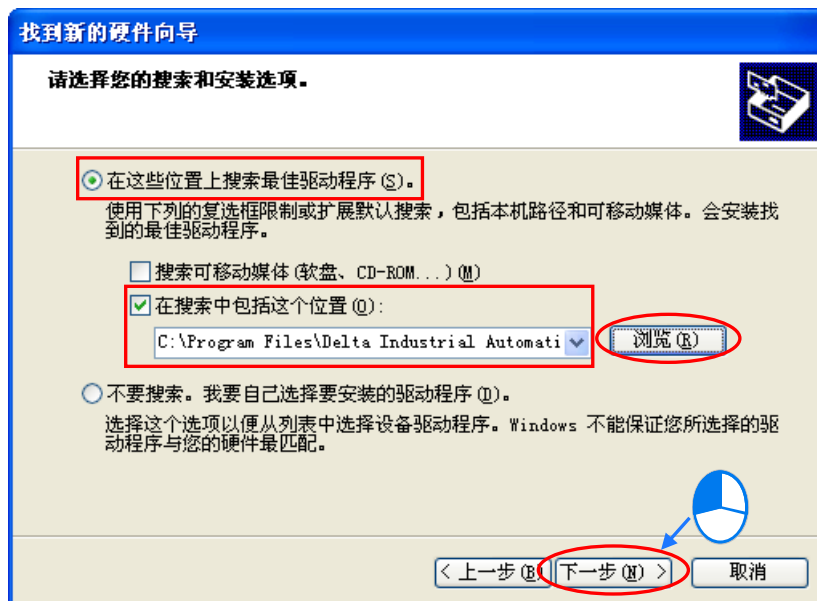 找到新的硬件向导
请选择您的搜索和安装选项。
在这些位置上搜索最佳驱动程序(S)。
使用下列的复选框限制或扩展默认搜索，包括本机路径和可移动媒体。会安装找
到的最佳驱动程序。
搜索可移动媒体(软盘、CD-ROM...)(M)
在搜索中包括这个位置(O):
C:\Program Files\Delta Industrial Automati
浏览(R)
不要搜索。我要自己选择要安装的驱动程序(D)。
选择这个选项以便从列表中选择设备驱动程序。Windows 不能保证您所选择的驱
动程序与您的硬件最匹配。
< 上一步(B) 下一步(N) > 取消